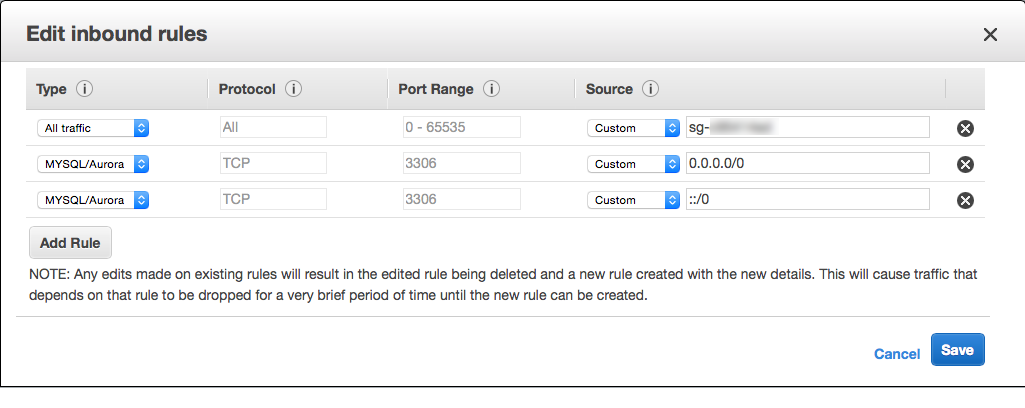 Edit inbound rules
Type Protocol Port Range Source
All traffic All 0 - 65535 Custom sg-
MYSQL/Aurora TCP 3306 Custom 0.0.0.0/0
MYSQL/Aurora TCP 3306 Custom ::/0
Add Rule
NOTE: Any edits made on existing rules will result in the edited rule being deleted and a new rule created with the new details. This will cause traffic that
depends on that rule to be dropped for a very brief period of time until the new rule can be created.
Cancel Save